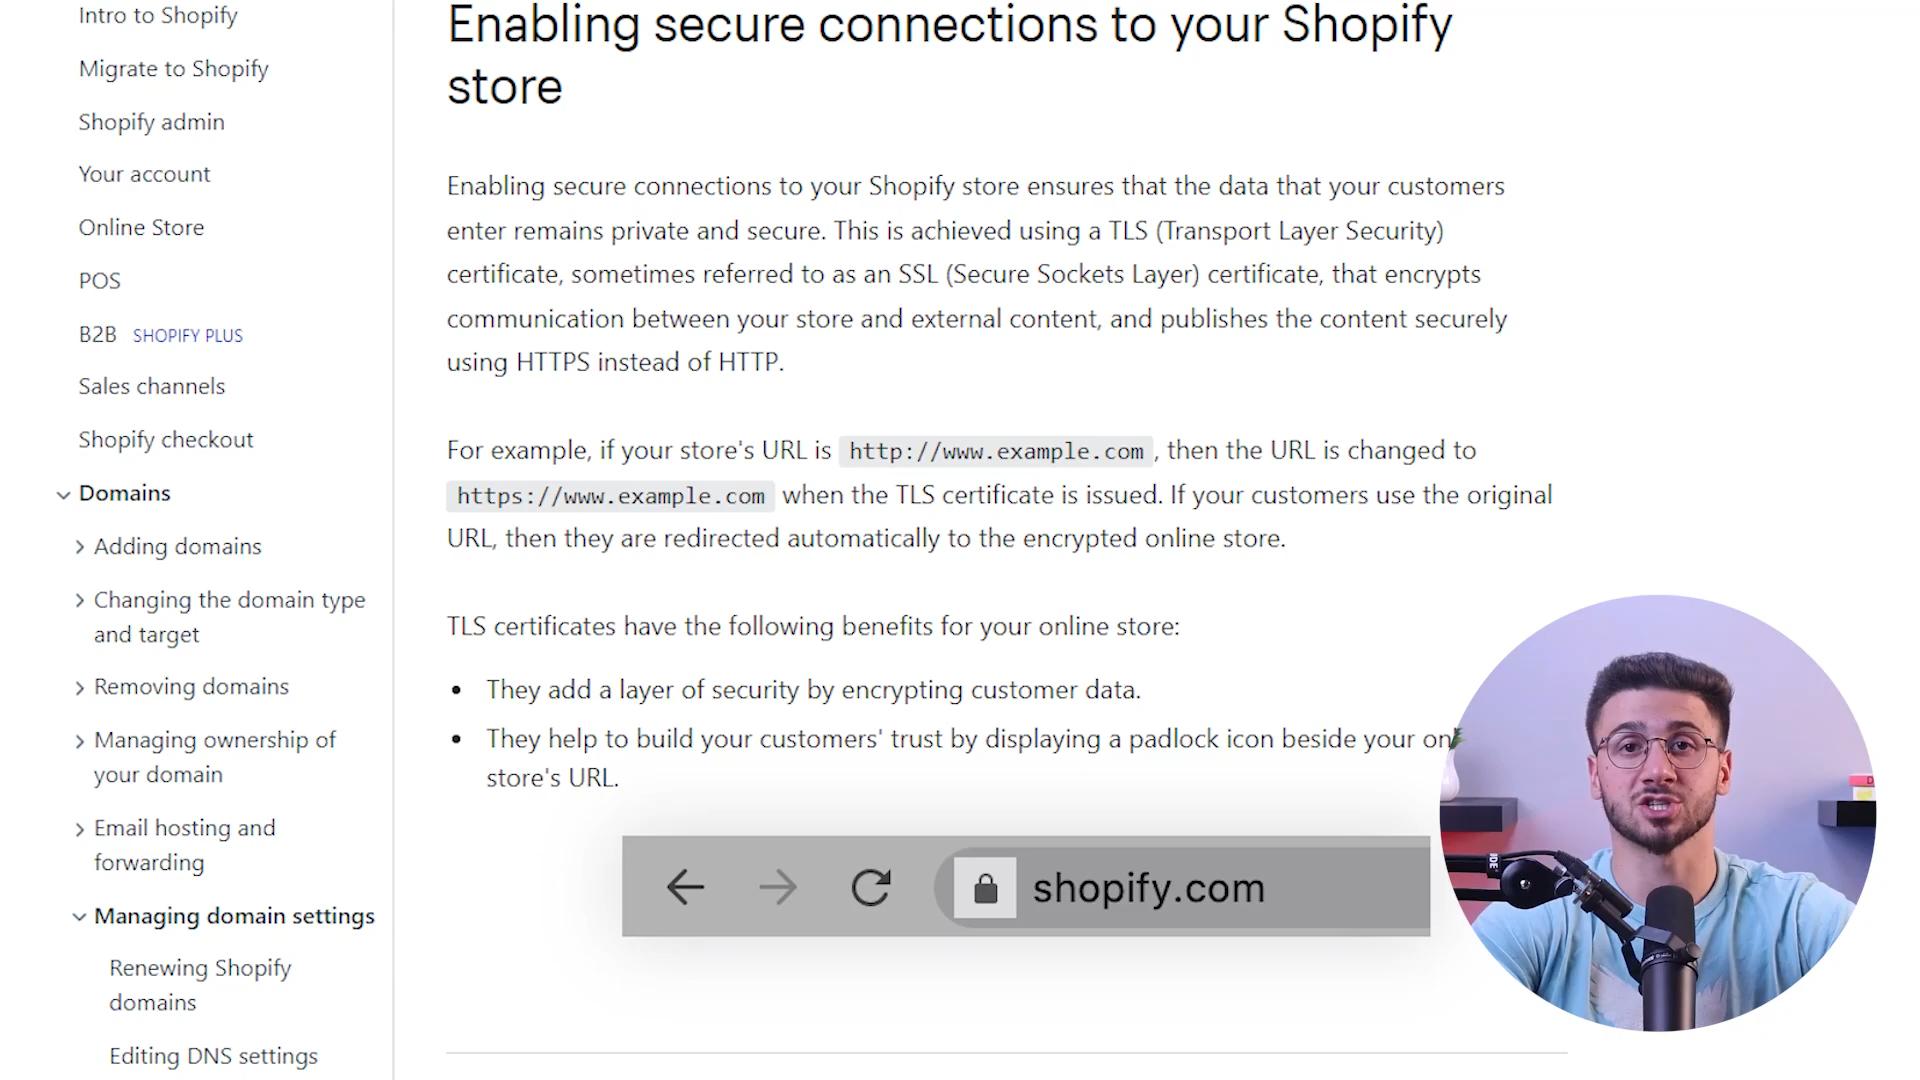 Intro to Shopify
Migrate to Shopify
Shopify admin
Your account
Online Store
POS
B2B SHOPIFY PLUS
Sales channels
Shopify checkout
Domains
Adding domains
Changing the domain type
and target
Removing domains
Managing ownership of
your domain
Email hosting and
forwarding
Managing domain settings
Renewing Shopify
domains
Editing DNS settings
Enabling secure connections to your Shopify
store
Enabling secure connections to your Shopify store ensures that the data that your customers
enter remains private and secure. This is achieved using a TLS (Transport Layer Security)
certificate, sometimes referred to as an SSL (Secure Sockets Layer) certificate, that encrypts
communication between your store and external content, and publishes the content securely
using HTTPS instead of HTTP.
For example, if your store's URL is http://www.example.com, then the URL is changed to
https://www.example.com when the TLS certificate is issued. If your customers use the original
URL, then they are redirected automatically to the encrypted online store.
TLS certificates have the following benefits for your online store:
• They add a layer of security by encrypting customer data.
• They help to build your customers' trust by displaying a padlock icon beside your
store's URL.
shopify.com